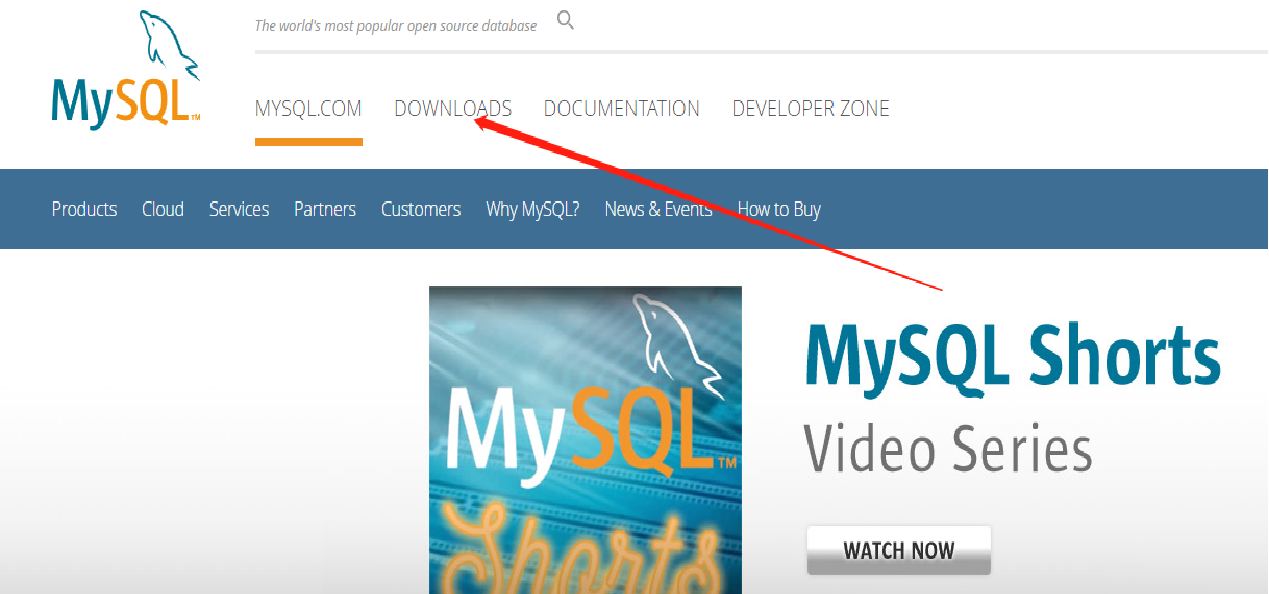 The world's most popular open source database
MySQL™
MYSQL.COM DOWNLOADS DOCUMENTATION DEVELOPER ZONE
Products Cloud Services Partners Customers Why MySQL? News & Events How to Buy
MySQL™
Shorts
MySQL Shorts
Video Series
WATCH NOW